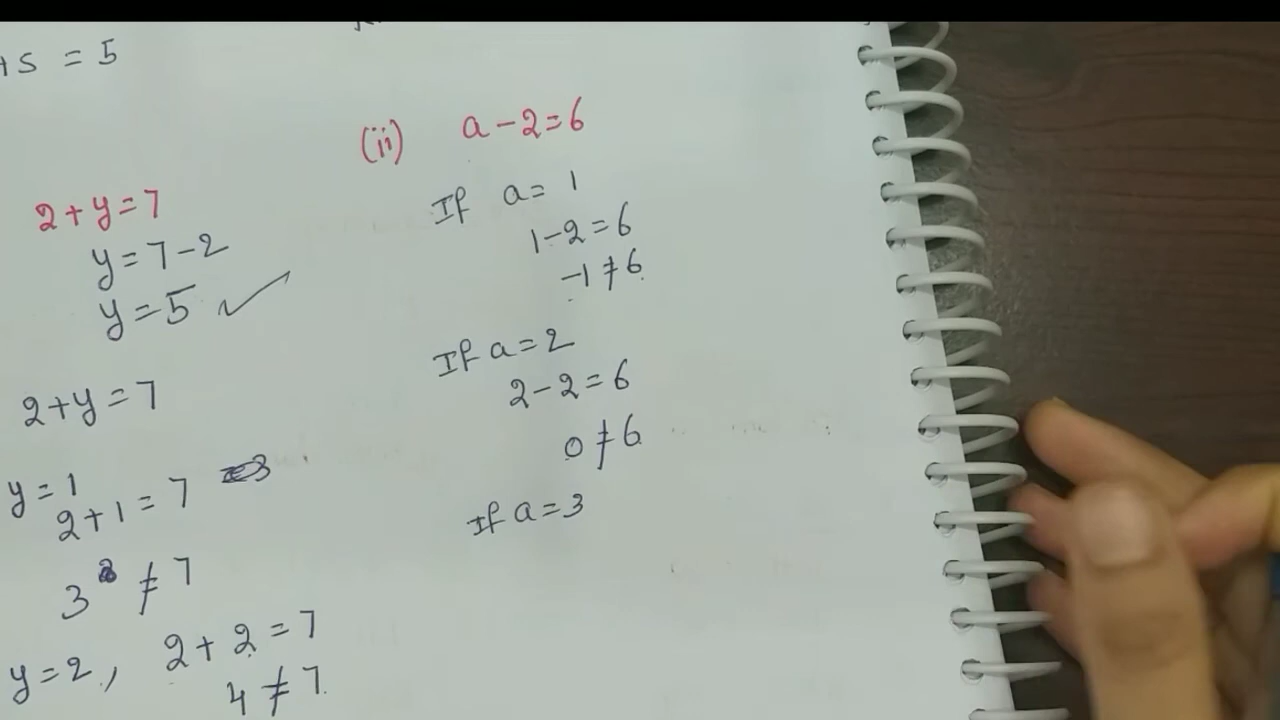 +5 = 5
2+y=7
y=7-2
y=5
2+y=7
y=1
2+1=7
3 ≠ 7
y=2, 2+2=7
4≠7
(ii) a-2=6
If a=1
1-2=6
-1≠6
If a=2
2-2=6
0≠6
If a=3